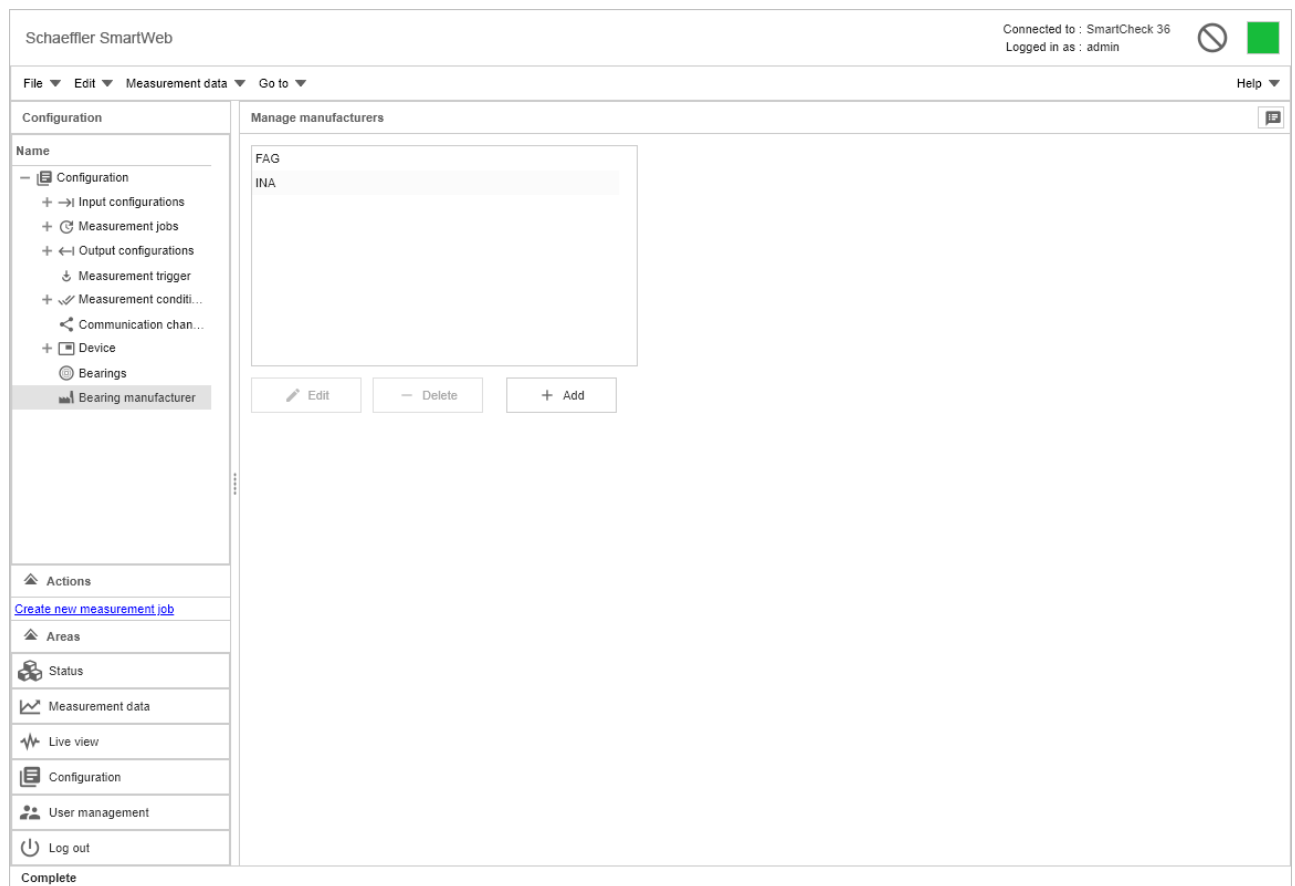 Schaeffler SmartWeb
Connected to : SmartCheck 36
Logged in as : admin
File Edit Measurement data Go to Help
Configuration
Manage manufacturers
Name
Configuration
Input configurations
Measurement jobs
Output configurations
Measurement trigger
Measurement conditi...
Communication chan...
Device
Bearings
Bearing manufacturer
FAG
INA
Edit Delete Add
Actions
Create new measurement job
Areas
Status
Measurement data
Live view
Configuration
User management
Log out
Complete